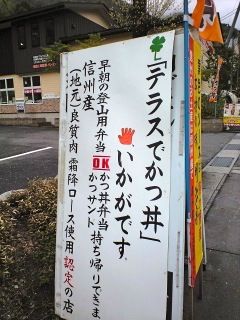 「テラスでかつ丼」
いかがです
早朝の登山用弁当OKかつ丼弁当 持ち帰りできま
かつサンド
信州産
(地元)良質肉 霜降ロース使用 認定の店